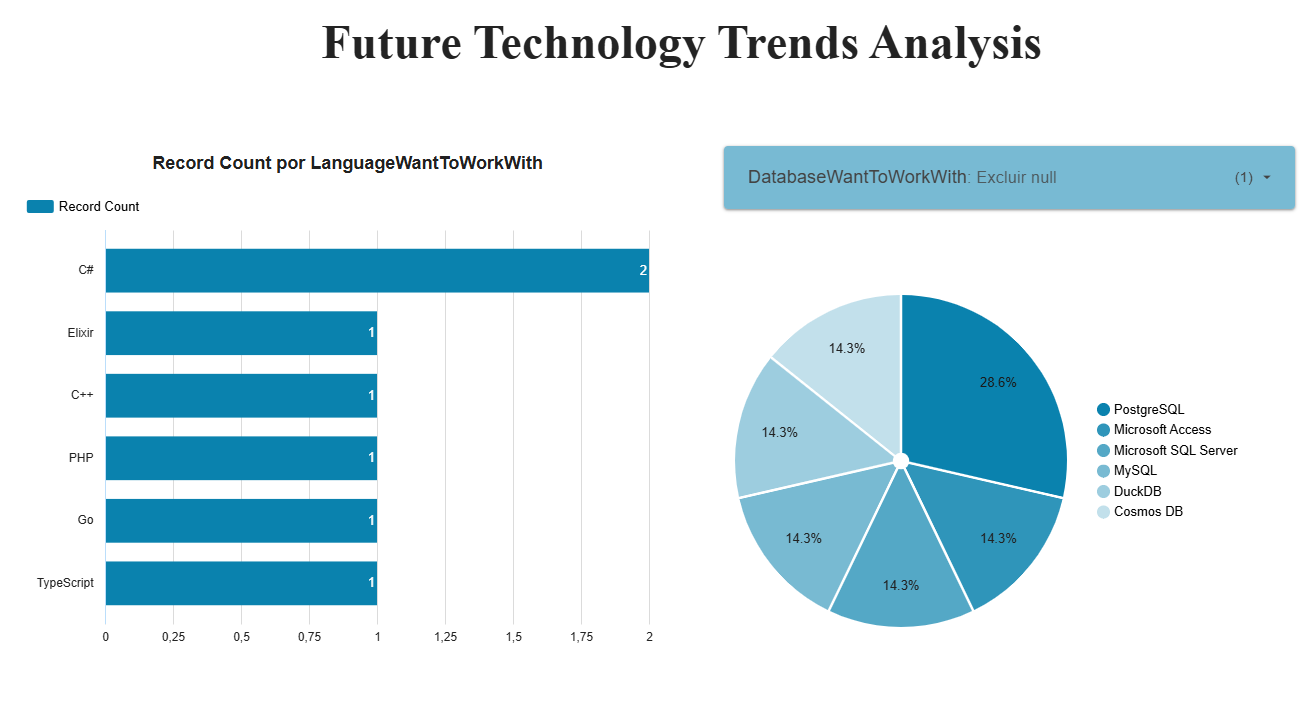 Future Technology Trends Analysis
Record Count por LanguageWantToWorkWith
Record Count
C#
2
Elixir
1
C++
1
PHP
1
Go
1
TypeScript
1
0 0,25 0,5 0,75 1 1,25 1,5 1,75 2
DatabaseWantToWorkWith: Excluir null (1)
14.3%
28.6%
14.3%
14.3%
14.3%
14.3%
PostgreSQL
Microsoft Access
Microsoft SQL Server
MySQL
DuckDB
Cosmos DB